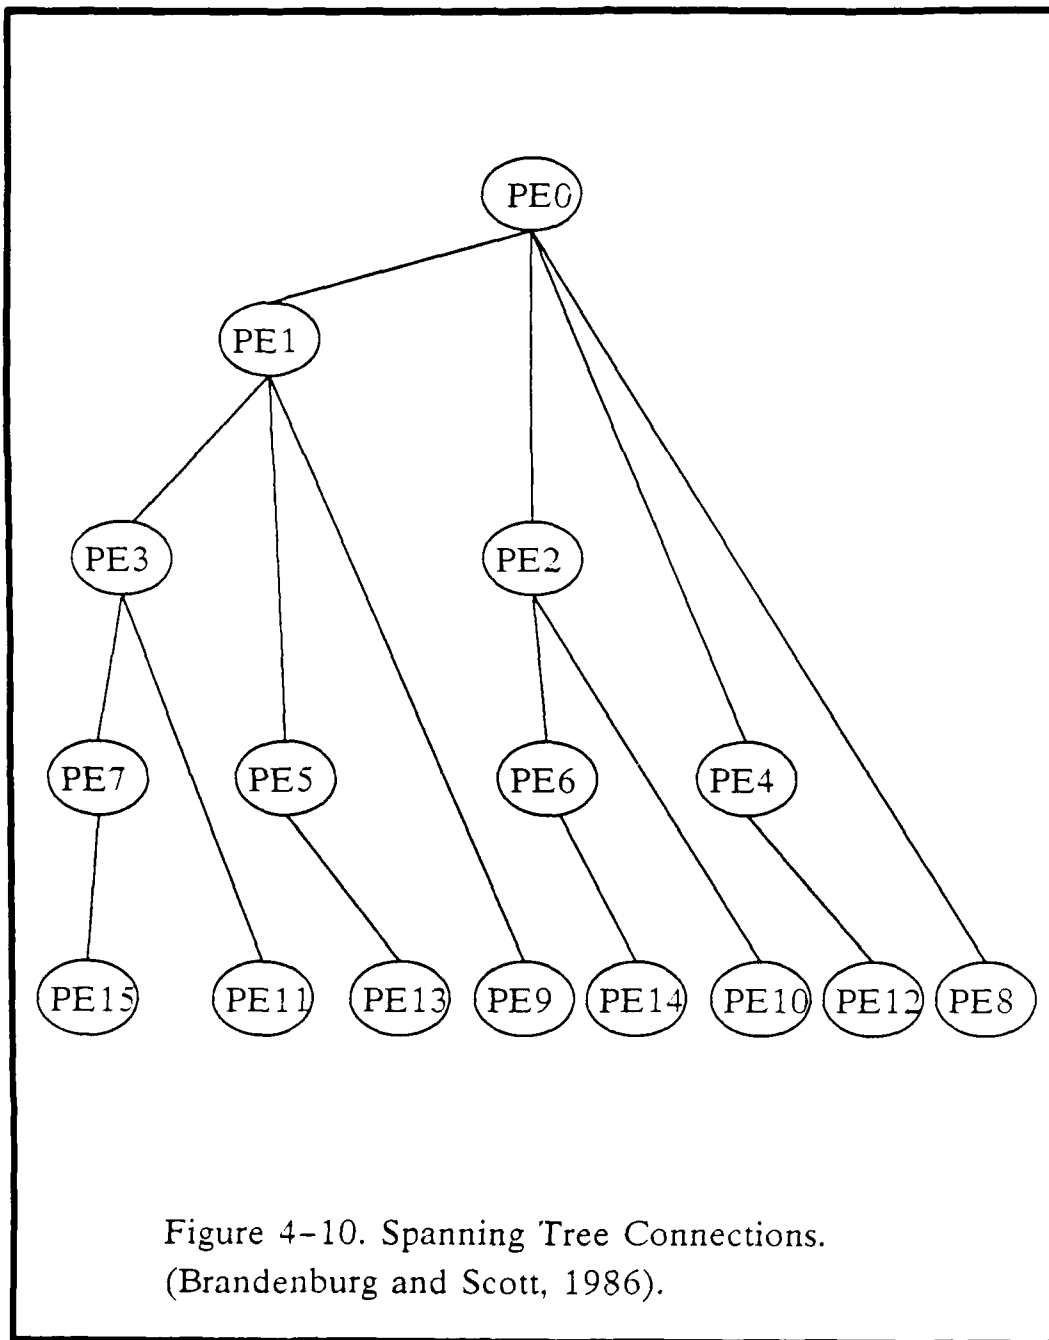 PE0
PE1
PE3
PE2
PE7
PE5
PE6
PE4
PE15
PE11
PE13
PE9
PE14
PE10
PE12
PE8
Figure 4-10. Spanning Tree Connections.
(Brandenburg and Scott, 1986).